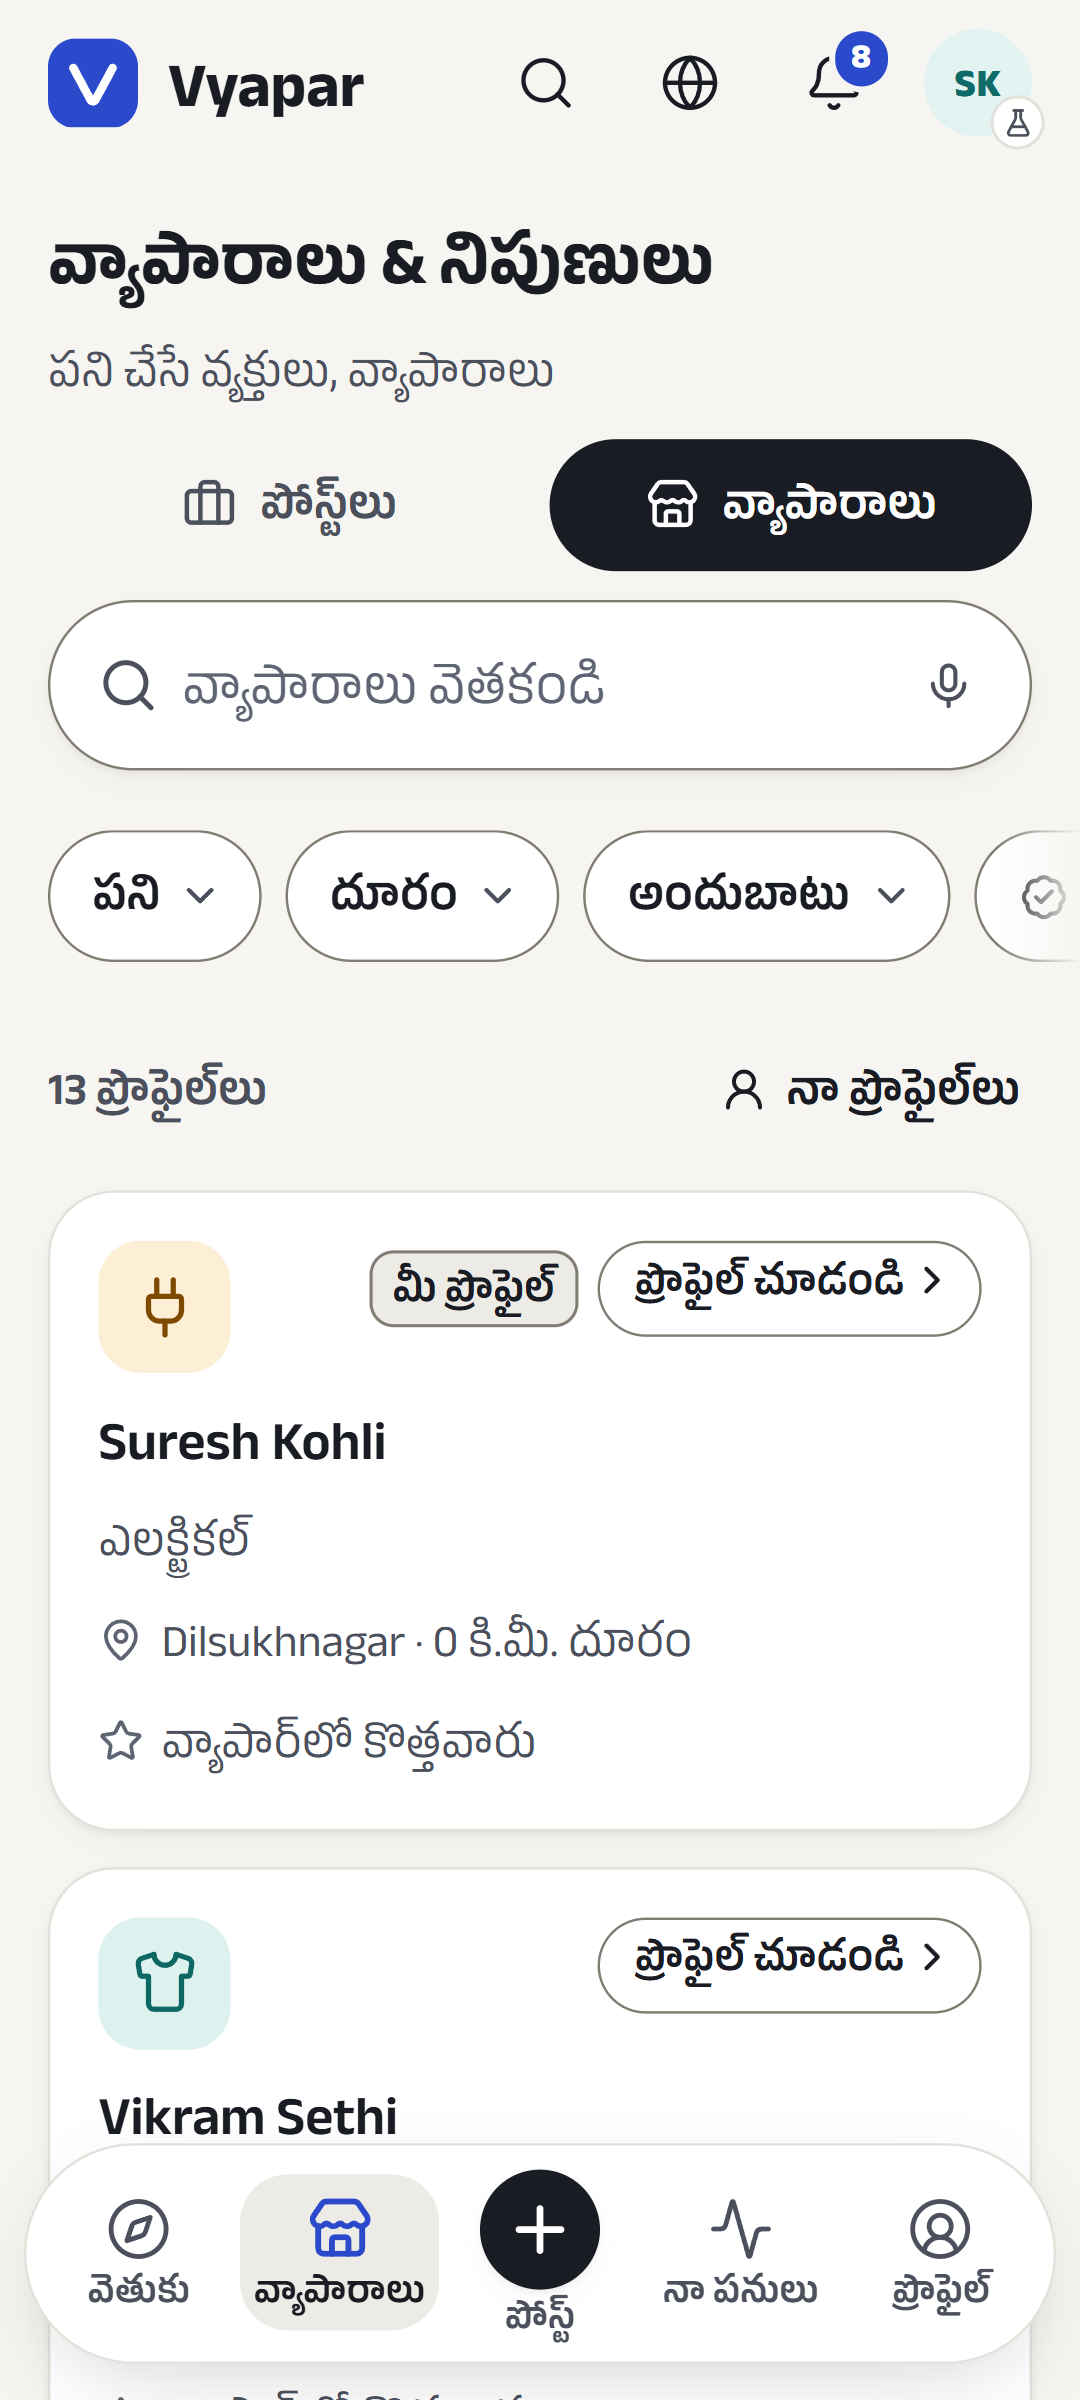 Vyapar
8
SK
వ్యాపారాలు & నిపుణులు
పని చేసే వ్యక్తులు, వ్యాపారాలు
పోస్ట్‌లు
వ్యాపారాలు
వ్యాపారాలు వెతకండి
పని
దూరం
అందుబాటు
13 ప్రొఫైల్‌లు
నా ప్రొఫైల్‌లు
మీ ప్రొఫైల్
ప్రొఫైల్ చూడండి
Suresh Kohli
ఎలక్ట్రికల్
Dilsukhnagar · 0 కి.మీ. దూరం
వ్యాపార్‌లో కొత్తవారు
ప్రొఫైల్ చూడండి
Vikram Sethi
వెతుకు
వ్యాపారాలు
పోస్ట్
నా పనులు
ప్రొఫైల్